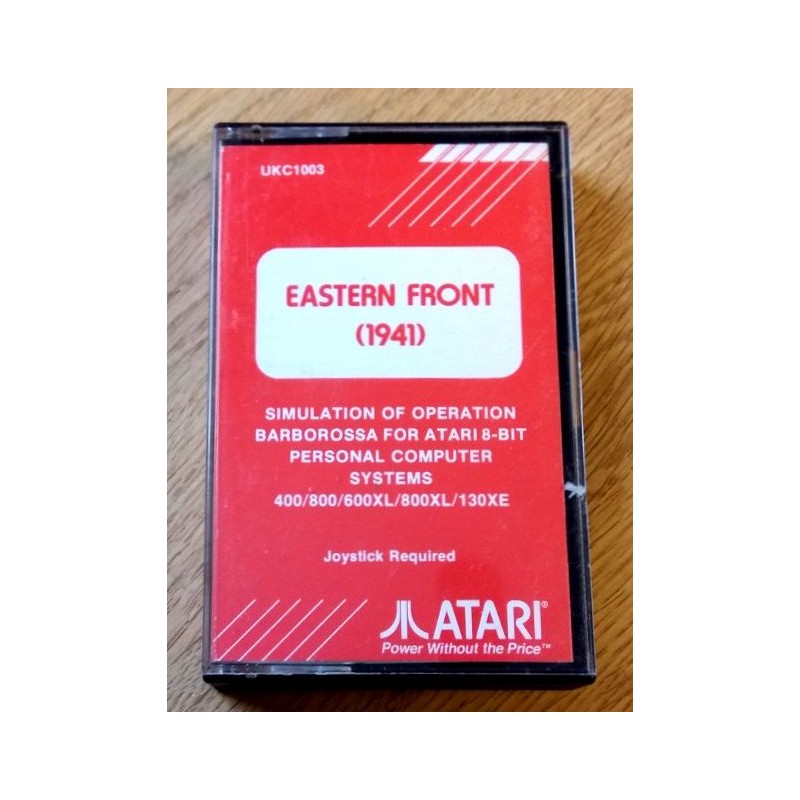 UKC1003
EASTERN FRONT
(1941)
SIMULATION OF OPERATION
BARBOROSSA FOR ATARI 8-BIT
PERSONAL COMPUTER
SYSTEMS
400/800/600XL/800XL/130XE
Joystick Required
ATARI®
Power Without the Price™